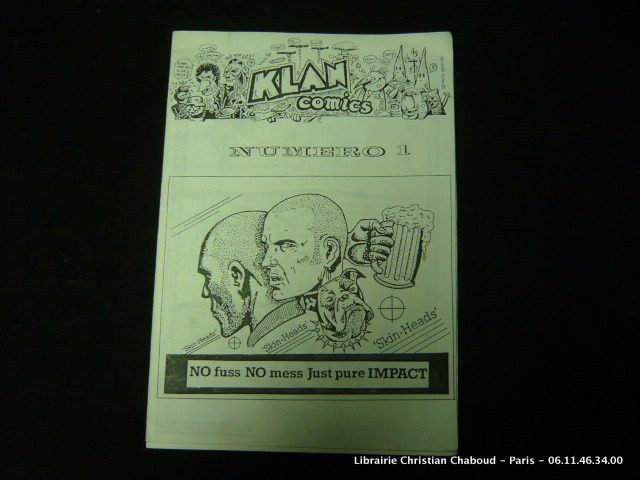 KLAN
comics
NUMERO 1
'Skin-Heads'
'Skin-Heads'
'Skin-Heads'
NO fuss NO mess Just pure IMPACT
Librairie Christian Chaboud - Paris - 06.11.46.34.00